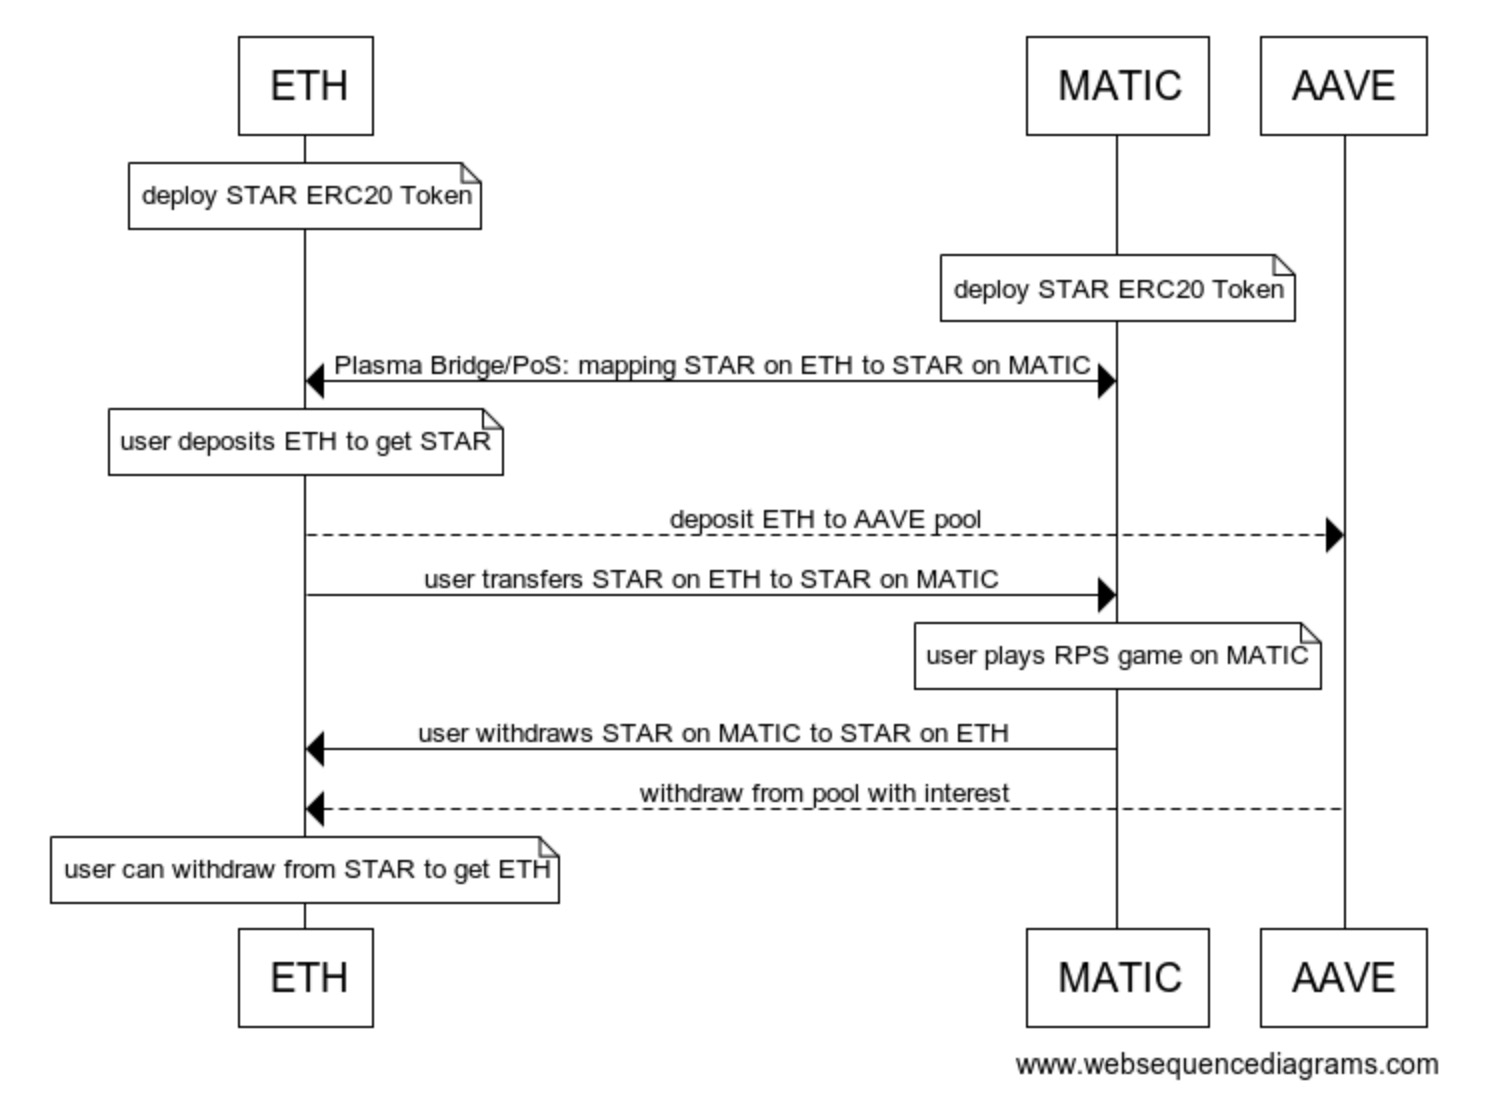 ETH
MATIC
AAVE
deploy STAR ERC20 Token
deploy STAR ERC20 Token
Plasma Bridge/PoS: mapping STAR on ETH to STAR on MATIC
user deposits ETH to get STAR
deposit ETH to AAVE pool
user transfers STAR on ETH to STAR on MATIC
user plays RPS game on MATIC
user withdraws STAR on MATIC to STAR on ETH
withdraw from pool with interest
user can withdraw from STAR to get ETH
ETH
MATIC
AAVE
www.websequencediagrams.com